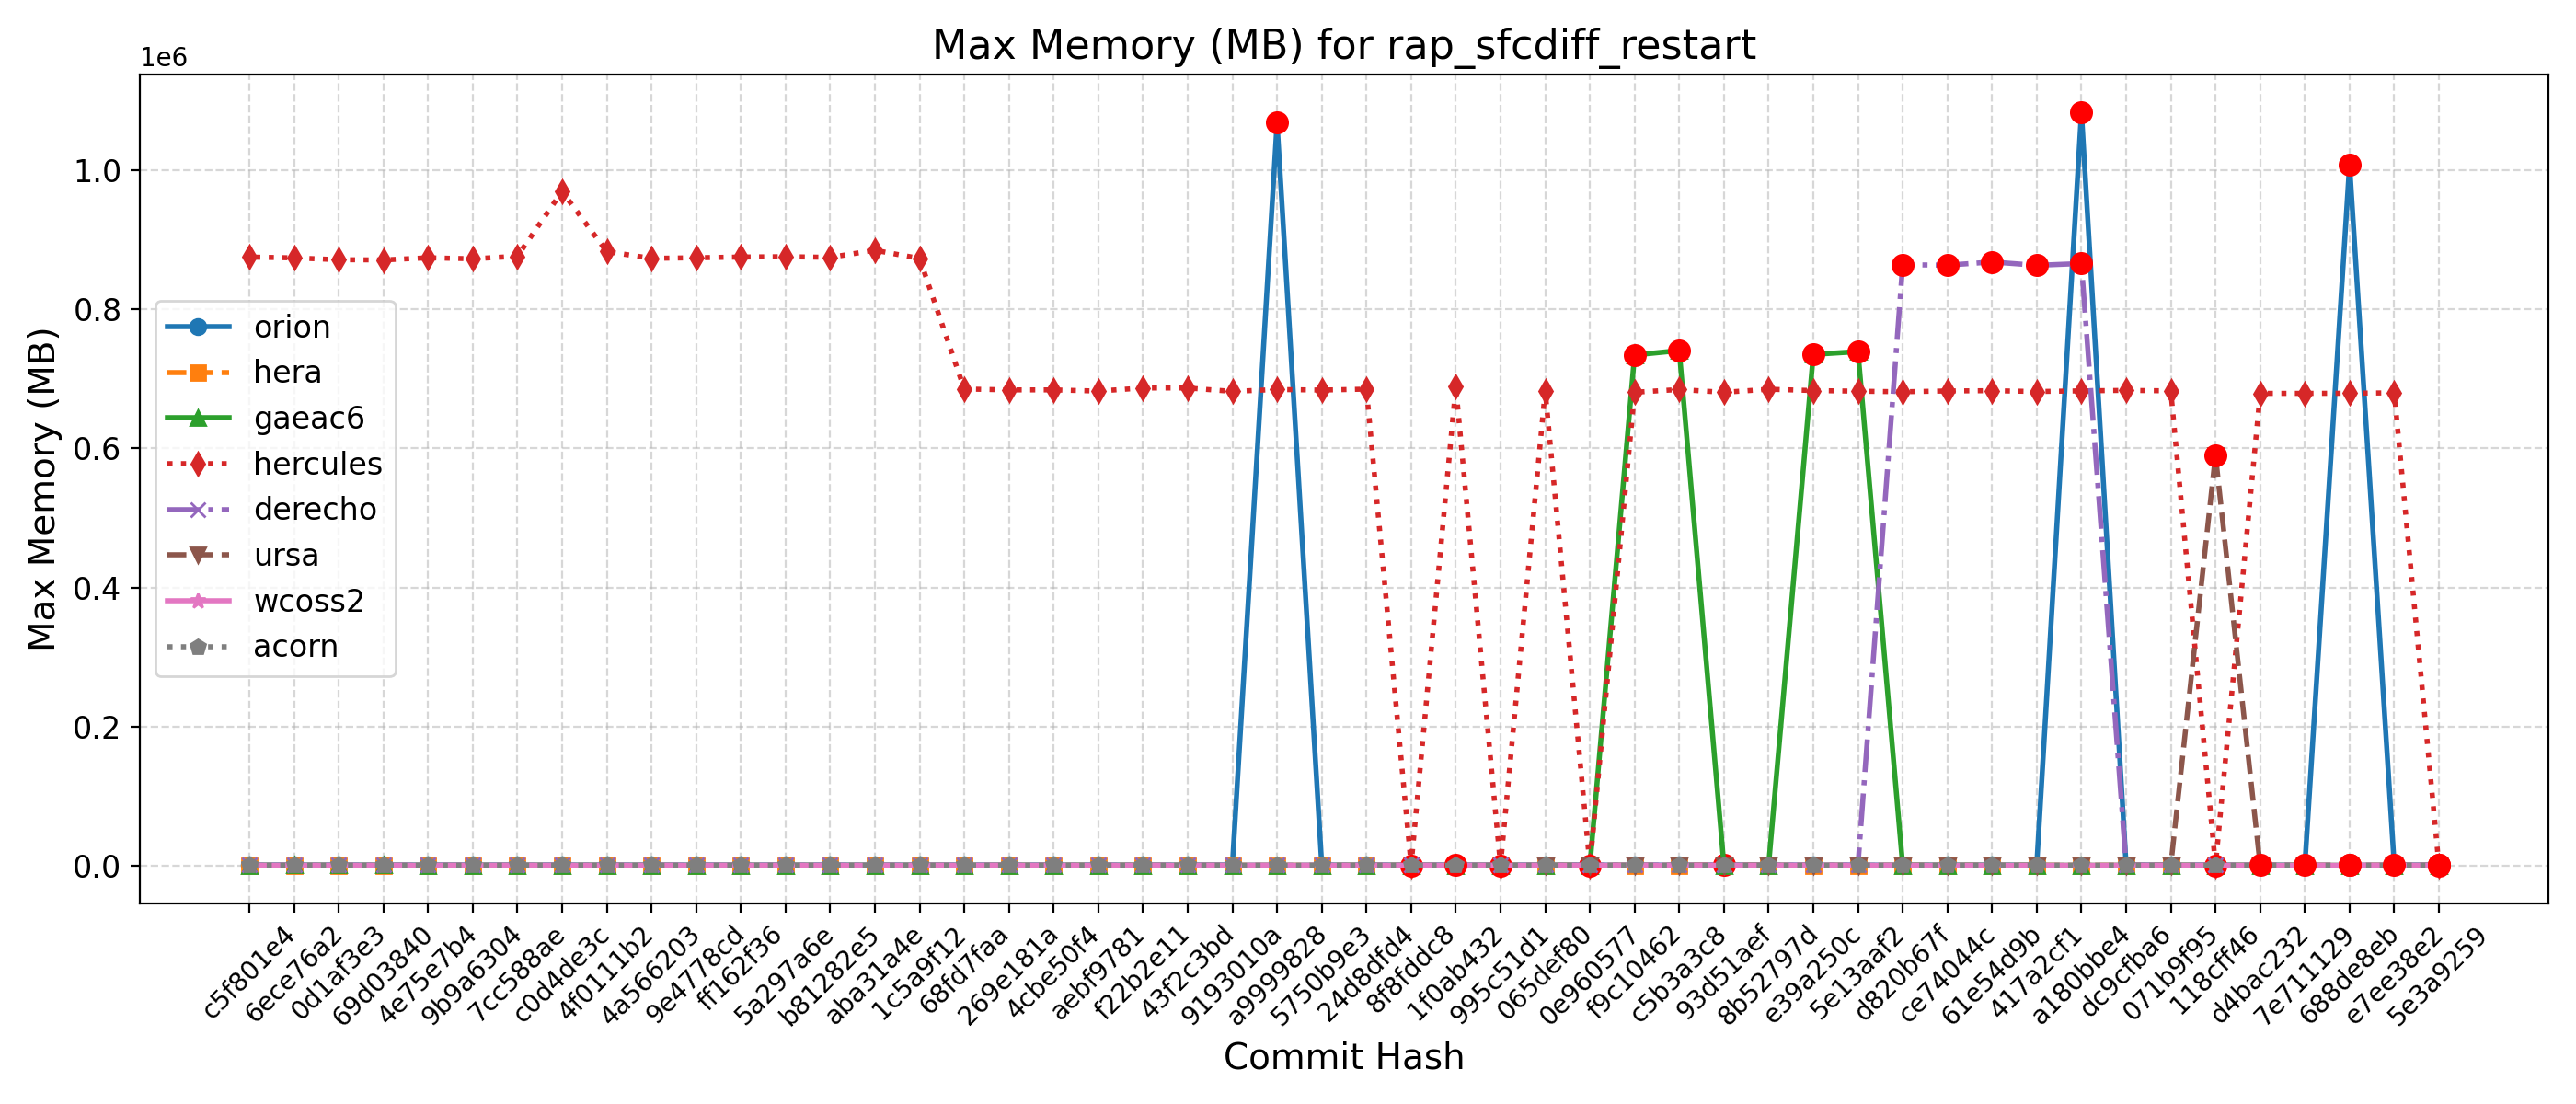 Max Memory (MB) for rap_sfcdiff_restart
1e6
1.0
0.8
0.6
0.4
0.2
0.0
Max Memory (MB)
orion
hera
gaeac6
hercules
derecho
ursa
wcoss2
acorn
c5f801e4
6ece76a2
0d1af3e3
69d03840
4e75e7b4
9b9a6304
7cc588ae
c0d4de3c
4f0111b2
4a566203
9e4778cd
ff162f36
5a297a6e
b81282e5
aba31a4e
1c5a9f12
68fd7faa
269e181a
4cbe50f4
aebf9781
f22b2e11
43f2c3bd
9193010a
a9999828
5750b9e3
24d8dfd4
8f8fddc8
1f0ab432
995c51d1
065def80
0e960577
f9c10462
c5b3a3c8
93d51aef
8b52797d
e39a250c
5e13aaf2
d820b67f
ce74044c
61e54d9b
417a2cf1
a180bbe4
dc9cfba6
071b9f95
118cff46
d4bac232
7e711129
688de8eb
e7ee38e2
5e3a9259
Commit Hash